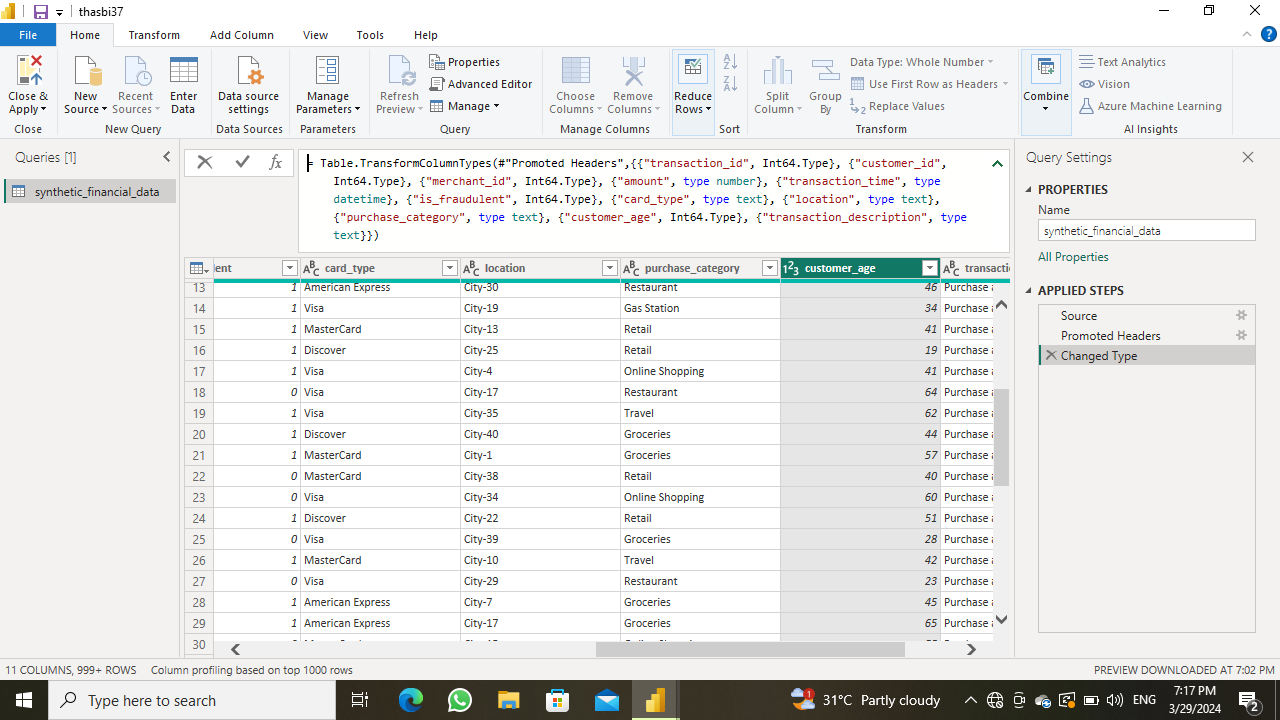 thasbi37
File
Home
Transform
Add Column
View
Tools
Help
Close &
Apply
Close
New
Source
Recent
Sources
Enter
Data
New Query
Data source
settings
Data Sources
Manage
Parameters
Parameters
Refresh
Preview
Properties
Advanced Editor
Manage
Query
Choose
Columns
Remove
Columns
Manage Columns
Reduce
Rows
Sort
Split
Column
Group
By
Data Type: Whole Number
Use First Row as Headers
Replace Values
Transform
Combine
Text Analytics
Vision
Azure Machine Learning
AI Insights
Queries [1]
synthetic_financial_data
= Table.TransformColumnTypes(#"Promoted Headers",{{"transaction_id", Int64.Type}, {"customer_id",
Int64.Type}, {"merchant_id", Int64.Type}, {"amount", type number}, {"transaction_time", type
datetime}, {"is_fraudulent", Int64.Type}, {"card_type", type text}, {"location", type text},
{"purchase_category", type text}, {"customer_age", Int64.Type}, {"transaction_description", type
text}})
lent card_type location purchase_category customer_age transactio
13 1 American Express City-30 Restaurant 46 Purchase a
14 1 Visa City-19 Gas Station 34 Purchase a
15 1 MasterCard City-13 Retail 41 Purchase a
16 1 Discover City-25 Retail 19 Purchase a
17 1 Visa City-4 Online Shopping 41 Purchase a
18 0 Visa City-17 Restaurant 64 Purchase a
19 1 Visa City-35 Travel 62 Purchase a
20 1 Discover City-40 Groceries 44 Purchase a
21 1 MasterCard City-1 Groceries 57 Purchase a
22 0 MasterCard City-38 Retail 40 Purchase a
23 0 Visa City-34 Online Shopping 60 Purchase a
24 1 Discover City-22 Retail 51 Purchase a
25 0 Visa City-39 Groceries 28 Purchase a
26 1 MasterCard City-10 Travel 42 Purchase a
27 0 Visa City-29 Restaurant 23 Purchase a
28 1 American Express City-7 Groceries 45 Purchase a
29 1 American Express City-17 Groceries 65 Purchase a
30
Query Settings
PROPERTIES
Name
synthetic_financial_data
All Properties
APPLIED STEPS
Source
Promoted Headers
Changed Type
11 COLUMNS, 999+ ROWS Column profiling based on top 1000 rows
PREVIEW DOWNLOADED AT 7:02 PM
Type here to search
1
31°C Partly cloudy
ENG
7:17 PM
3/29/2024
2